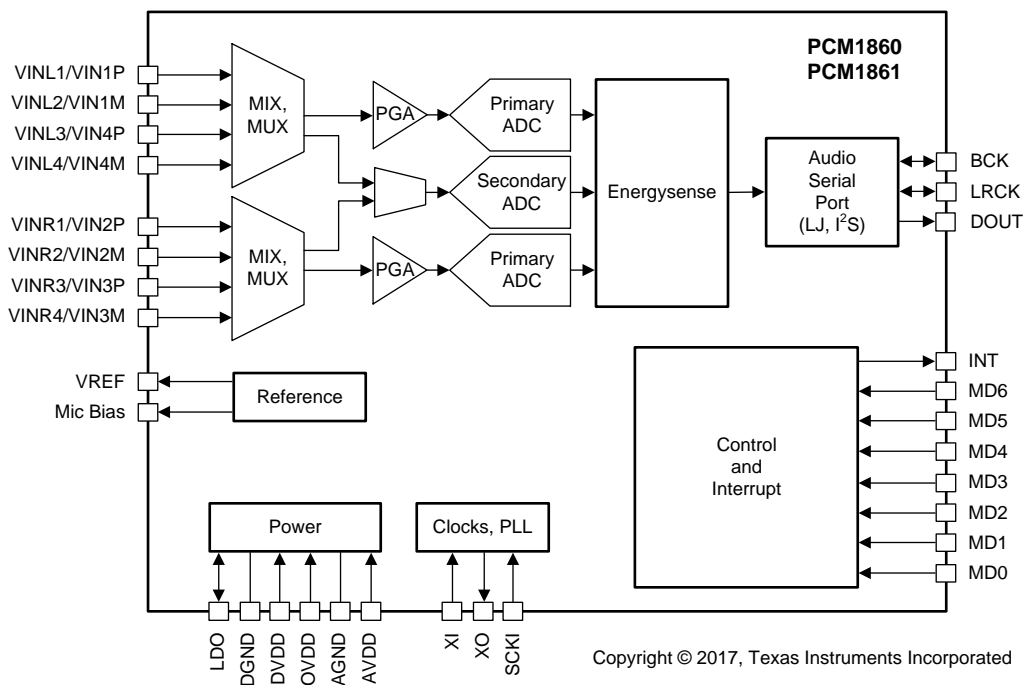 PCM1860
PCM1861
VINL1/VIN1P
VINL2/VIN1M
VINL3/VIN4P
VINL4/VIN4M
VINR1/VIN2P
VINR2/VIN2M
VINR3/VIN3P
VINR4/VIN3M
VREF
Mic Bias
MIX,
MUX
MIX,
MUX
PGA
PGA
Primary
ADC
Secondary
ADC
Primary
ADC
Energysense
Audio
Serial
Port
(LJ, I²S)
BCK
LRCK
DOUT
Reference
Control
and
Interrupt
INT
MD6
MD5
MD4
MD3
MD2
MD1
MD0
Power
Clocks, PLL
LDO
DGND
DVDD
OVDD
AGND
AVDD
XI
XO
SCKI
Copyright © 2017, Texas Instruments Incorporated